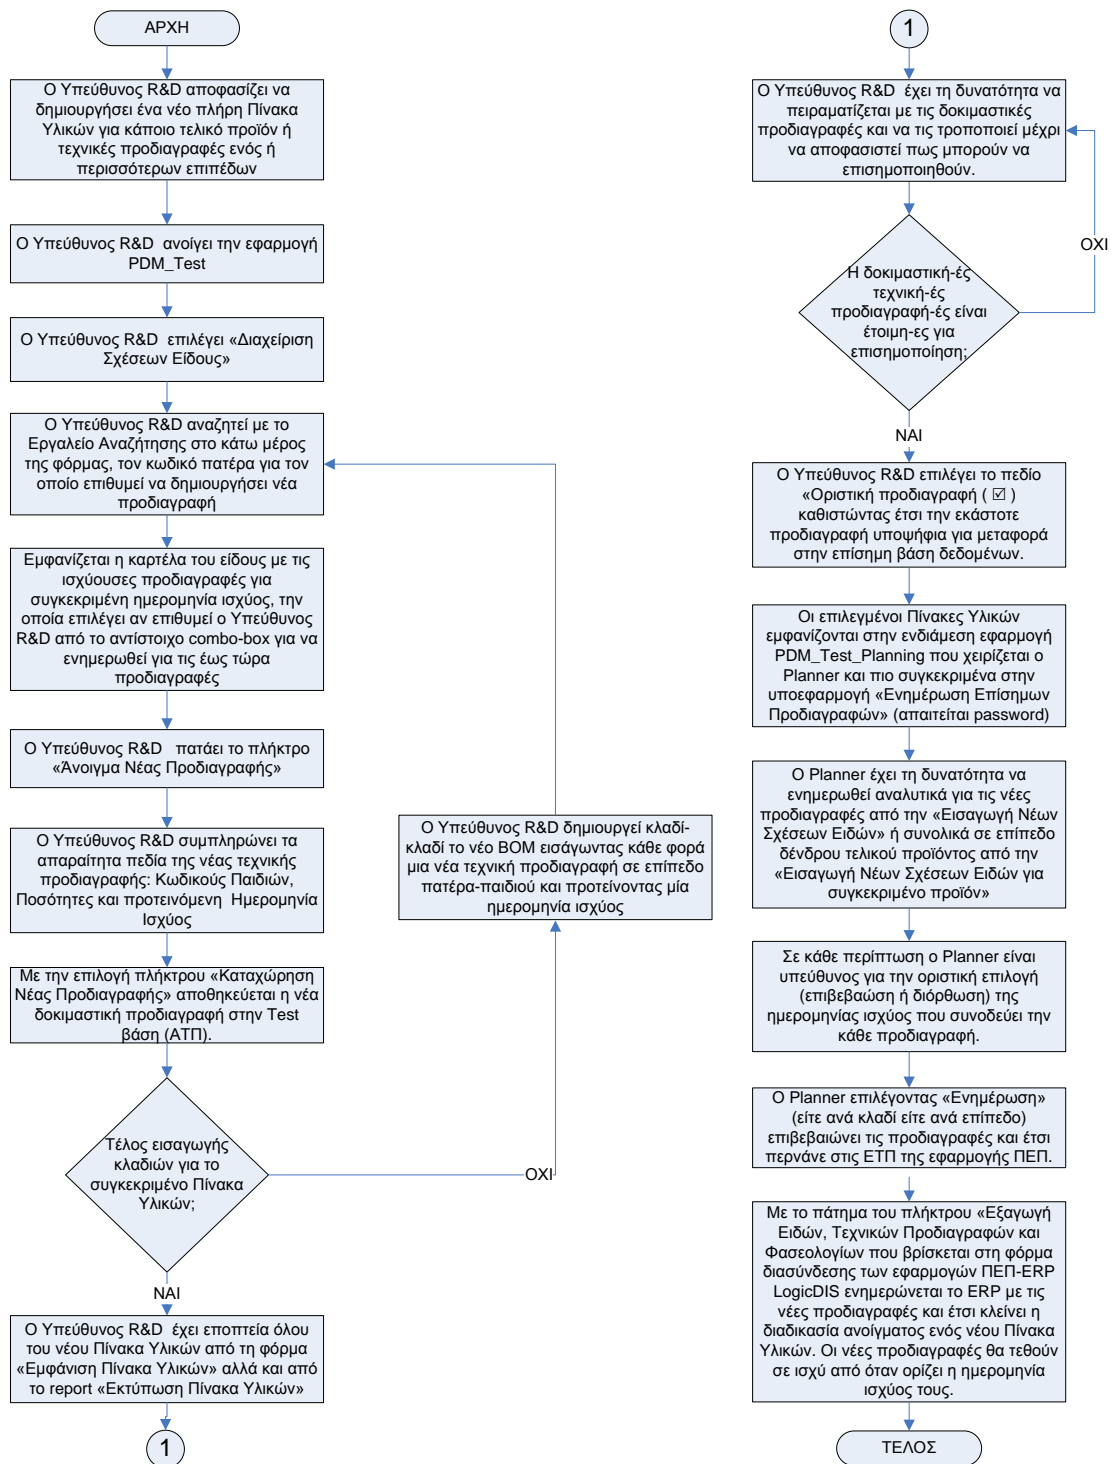 ΑΡΧΗ
Ο Υπεύθυνος R&D αποφασίζει να
δημιουργήσει ένα νέο πλήρη Πίνακα
Υλικών για κάποιο τελικό προϊόν ή
τεχνικές προδιαγραφές ενός ή
περισσότερων επιπέδων
Ο Υπεύθυνος R&D ανοίγει την εφαρμογή
PDM_Test
Ο Υπεύθυνος R&D επιλέγει «Διαχείριση
Σχέσεων Είδους»
Ο Υπεύθυνος R&D αναζητεί με το
Εργαλείο Αναζήτησης στο κάτω μέρος
της φόρμας, τον κωδικό πατέρα για τον
οποίο επιθυμεί να δημιουργήσει νέα
προδιαγραφή
Εμφανίζεται η καρτέλα του είδους με τις
ισχύουσες προδιαγραφές για
συγκεκριμένη ημερομηνία ισχύος, την
οποία επιλέγει αν επιθυμεί ο Υπεύθυνος
R&D από το αντίστοιχο combo-box για να
ενημερωθεί για τις έως τώρα
προδιαγραφές
Ο Υπεύθυνος R&D πατάει το πλήκτρο
«Άνοιγμα Νέας Προδιαγραφής»
Ο Υπεύθυνος R&D συμπληρώνει τα
απαραίτητα πεδία της νέας τεχνικής
προδιαγραφής: Κωδικούς Παιδιών,
Ποσότητες και προτεινόμενη Ημερομηνία
Ισχύος
Με την επιλογή πλήκτρου «Καταχώρηση
Νέας Προδιαγραφής» αποθηκεύεται η νέα
δοκιμαστική προδιαγραφή στην Test
βάση (ΑΤΠ).
Τέλος εισαγωγής
κλαδιών για το
συγκεκριμένο Πίνακα
Υλικών;
ΟΧΙ
ΝΑΙ
Ο Υπεύθυνος R&D δημιουργεί κλαδί-
κλαδί το νέο BOM εισάγωντας κάθε φορά
μια νέα τεχνική προδιαγραφή σε επίπεδο
πατέρα-παιδιού και προτείνοντας μία
ημερομηνία ισχύος
Ο Υπεύθυνος R&D έχει εποπτεία όλου
του νέου Πίνακα Υλικών από τη φόρμα
«Εμφάνιση Πίνακα Υλικών» αλλά και από
το report «Εκτύπωση Πίνακα Υλικών»
1
1
Ο Υπεύθυνος R&D έχει τη δυνατότητα να
πειραματίζεται με τις δοκιμαστικές
προδιαγραφές και να τις τροποποιεί μέχρι
να αποφασιστεί πως μπορούν να
επισημοποιηθούν.
Η δοκιμαστική-ές
τεχνική-ές
προδιαγραφή-ές είναι
έτοιμη-ες για
επισημοποίηση;
ΟΧΙ
ΝΑΙ
Ο Υπεύθυνος R&D επιλέγει το πεδίο
«Οριστική προδιαγραφή ( ☑ )
καθιστώντας έτσι την εκάστοτε
προδιαγραφή υποψήφια για μεταφορά
στην επίσημη βάση δεδομένων.
Οι επιλεγμένοι Πίνακες Υλικών
εμφανίζονται στην ενδιάμεση εφαρμογή
PDM_Test_Planning που χειρίζεται ο
Planner και πιο συγκεκριμένα στην
υποεφαρμογή «Ενημέρωση Επίσημων
Προδιαγραφών» (απαιτείται password)
Ο Planner έχει τη δυνατότητα να
ενημερωθεί αναλυτικά για τις νέες
προδιαγραφές από την «Εισαγωγή Νέων
Σχέσεων Ειδών» ή συνολικά σε επίπεδο
δένδρου τελικού προϊόντος από την
«Εισαγωγή Νέων Σχέσεων Ειδών για
συγκεκριμένο προϊόν»
Σε κάθε περίπτωση ο Planner είναι
υπεύθυνος για την οριστική επιλογή
(επιβεβαώση ή διόρθωση) της
ημερομηνίας ισχύος που συνοδεύει την
κάθε προδιαγραφή.
Ο Planner επιλέγοντας «Ενημέρωση»
(είτε ανά κλαδί είτε ανά επίπεδο)
επιβεβαιώνει τις προδιαγραφές και έτσι
περνάνε στις ΕΤΠ της εφαρμογής ΠΕΠ.
Με το πάτημα του πλήκτρου «Εξαγωγή
Ειδών, Τεχνικών Προδιαγραφών και
Φασεολογίων που βρίσκεται στη φόρμα
διασύνδεσης των εφαρμογών ΠΕΠ-ERP
LogicDIS ενημερώνεται το ERP με τις
νέες προδιαγραφές και έτσι κλείνει η
διαδικασία ανοίγματος ενός νέου Πίνακα
Υλικών. Οι νέες προδιαγραφές θα τεθούν
σε ισχύ από όταν ορίζει η ημερομηνία
ισχύος τους.
ΤΕΛΟΣ